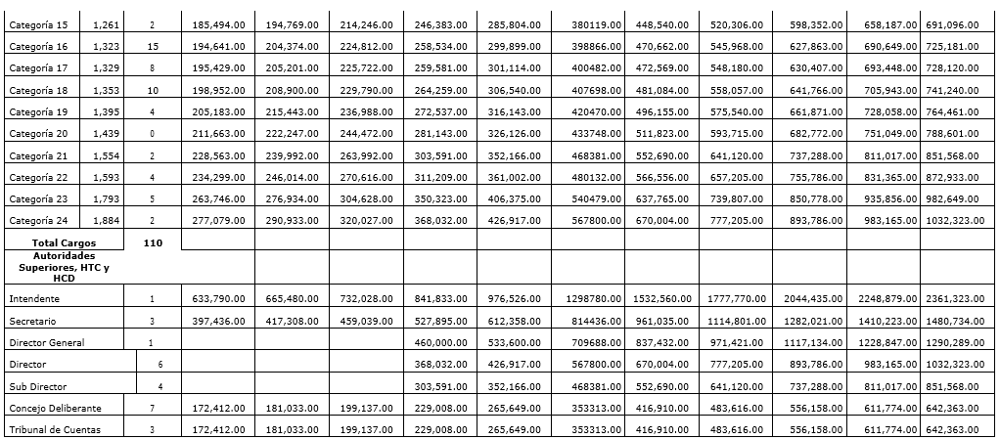 Categoría 15 1,261 2 185,494.00 194,769.00 214,246.00 246,383.00 285,804.00 380119.00 448,540.00 520,306.00 598,352.00 658,187.00 691,096.00
Categoría 16 1,323 15 194,641.00 204,374.00 224,812.00 258,534.00 299,899.00 398866.00 470,662.00 545,968.00 627,863.00 690,649.00 725,181.00
Categoría 17 1,329 8 195,429.00 205,201.00 225,722.00 259,581.00 301,114.00 400482.00 472,569.00 548,180.00 630,407.00 693,448.00 728,120.00
Categoría 18 1,353 10 198,952.00 208,900.00 229,790.00 264,259.00 306,540.00 407698.00 481,084.00 558,057.00 641,766.00 705,943.00 741,240.00
Categoría 19 1,395 4 205,183.00 215,443.00 236,988.00 272,537.00 316,143.00 420470.00 496,155.00 575,540.00 661,871.00 728,058.00 764,461.00
Categoría 20 1,439 0 211,663.00 222,247.00 244,472.00 281,143.00 326,126.00 433748.00 511,823.00 593,715.00 682,772.00 751,049.00 788,601.00
Categoría 21 1,554 2 228,563.00 239,992.00 263,992.00 303,591.00 352,166.00 468381.00 552,690.00 641,120.00 737,288.00 811,017.00 851,568.00
Categoría 22 1,593 4 234,299.00 246,014.00 270,616.00 311,209.00 361,002.00 480132.00 566,556.00 657,205.00 755,786.00 831,365.00 872,933.00
Categoría 23 1,793 5 263,746.00 276,934.00 304,628.00 350,323.00 406,375.00 540479.00 637,765.00 739,807.00 850,778.00 935,856.00 982,649.00
Categoría 24 1,884 2 277,079.00 290,933.00 320,027.00 368,032.00 426,917.00 567800.00 670,004.00 777,205.00 893,786.00 983,165.00 1032,323.00
Total Cargos 110
Autoridades
Superiores, HTC y
HCD
Intendente 1 633,790.00 665,480.00 732,028.00 841,833.00 976,526.00 1298780.00 1532,560.00 1777,770.00 2044,435.00 2248,879.00 2361,323.00
Secretario 3 397,436.00 417,308.00 459,039.00 527,895.00 612,358.00 814436.00 961,035.00 1114,801.00 1282,021.00 1410,223.00 1480,734.00
Director General 1 460,000.00 533,600.00 709688.00 837,432.00 971,421.00 1117,134.00 1228,847.00 1290,289.00
Director 6 368,032.00 426,917.00 567800.00 670,004.00 777,205.00 893,786.00 983,165.00 1032,323.00
Sub Director 4 303,591.00 352,166.00 468381.00 552,690.00 641,120.00 737,288.00 811,017.00 851,568.00
Concejo Deliberante 7 172,412.00 181,033.00 199,137.00 229,008.00 265,649.00 353313.00 416,910.00 483,616.00 556,158.00 611,774.00 642,363.00
Tribunal de Cuentas 3 172,412.00 181,033.00 199,137.00 229,008.00 265,649.00 353313.00 416,910.00 483,616.00 556,158.00 611,774.00 642,363.00